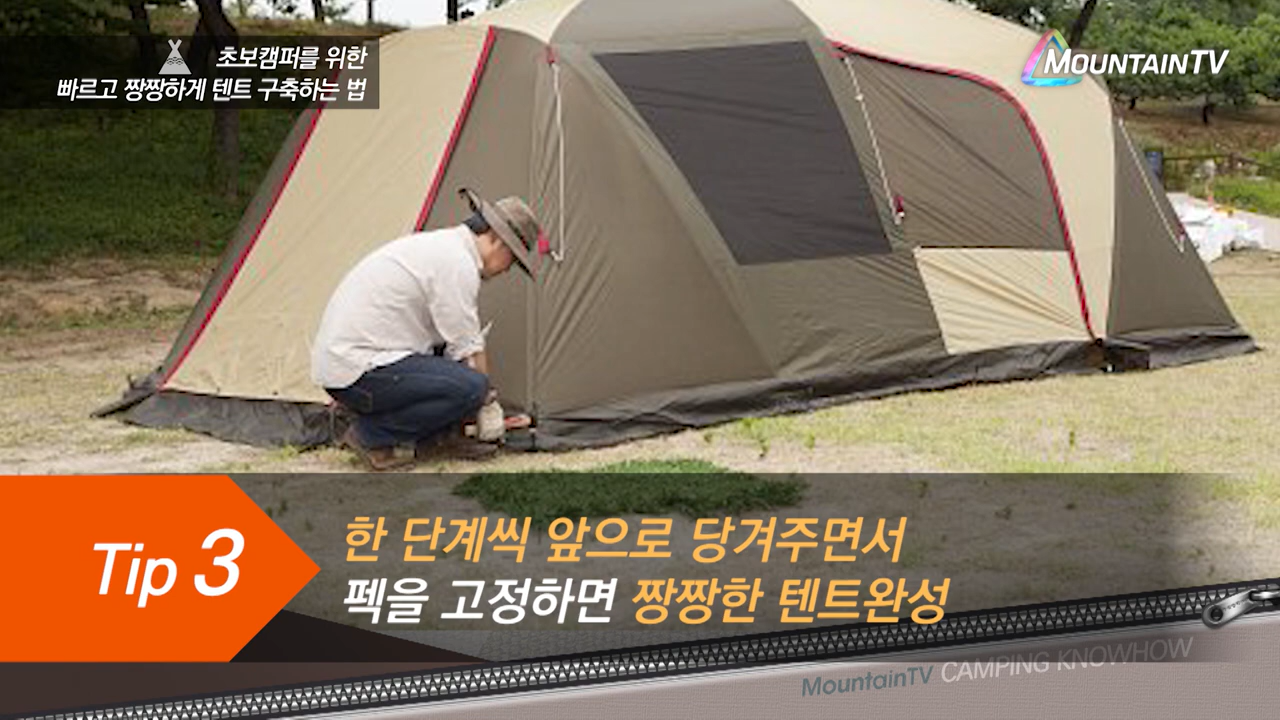 초보캠퍼를 위한
빠르고 짱짱하게 텐트 구축하는 법
MOUNTAINTV
Tip 3
한 단계씩 앞으로 당겨주면서
펙을 고정하면 짱짱한 텐트완성
MountainTV CAMPING KNOWHOW